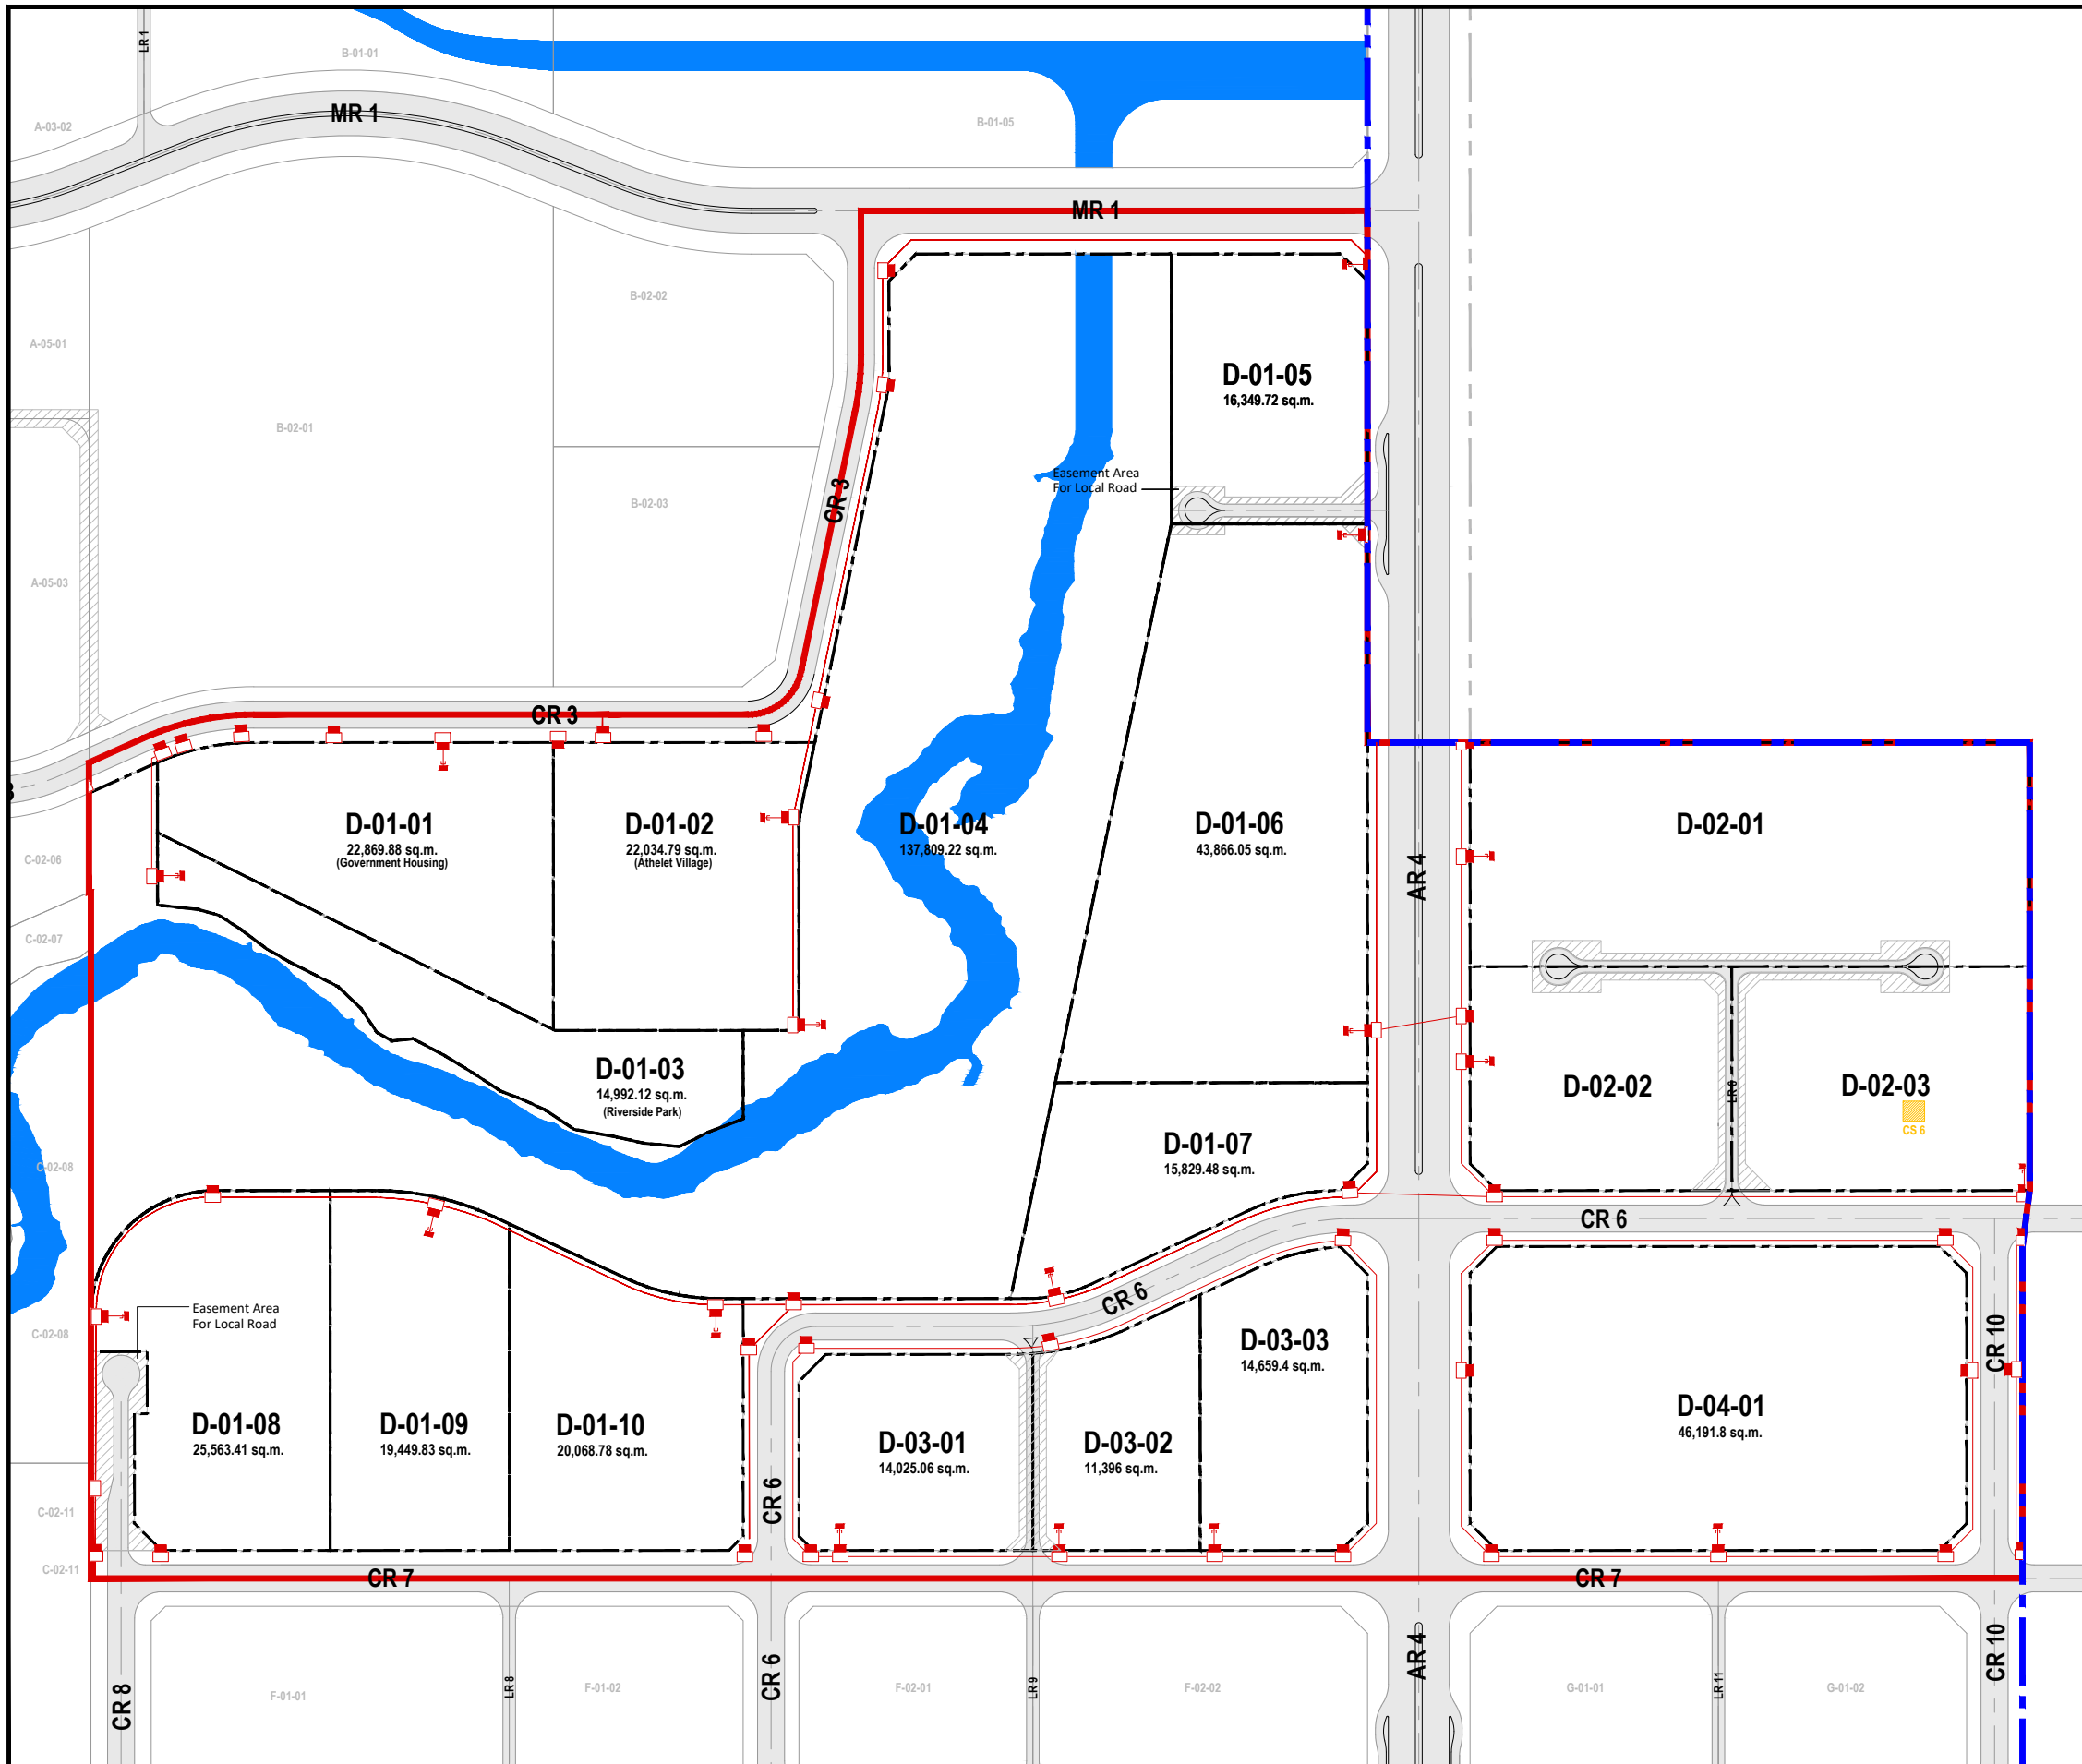 LR 1
B-01-01
MR 1
A-03-02
B-01-05
MR 1
B-02-02
A-05-01
D-01-05
16,349.72 sq.m.
B-02-01
Easement Area
For Local Road
CR 3
B-02-03
A-05-03
CR 3
D-01-01
22,869.88 sq.m.
(Government Housing)
D-01-02
22,034.79 sq.m.
(Athelet Village)
D-01-04
137,809.22 sq.m.
D-01-06
43,866.05 sq.m.
AR 4
D-02-01
C-02-06
C-02-07
D-01-03
14,992.12 sq.m.
(Riverside Park)
D-02-02
D-02-03
CS 6
D-01-07
15,829.48 sq.m.
C-02-08
CR 6
CR 6
Easement Area
For Local Road
C-02-08
D-03-03
14,659.4 sq.m.
CR 10
D-01-08
25,563.41 sq.m.
D-01-09
19,449.83 sq.m.
D-01-10
20,068.78 sq.m.
D-03-01
14,025.06 sq.m.
D-03-02
11,396 sq.m.
D-04-01
46,191.8 sq.m.
CR 6
C-02-11
C-02-11
CR 7
CR 7
CR 8
F-01-01
LR 8
F-01-02
CR 6
F-02-01
LR 9
F-02-02
AR 4
G-01-01
LR 11
G-01-02
CR 10